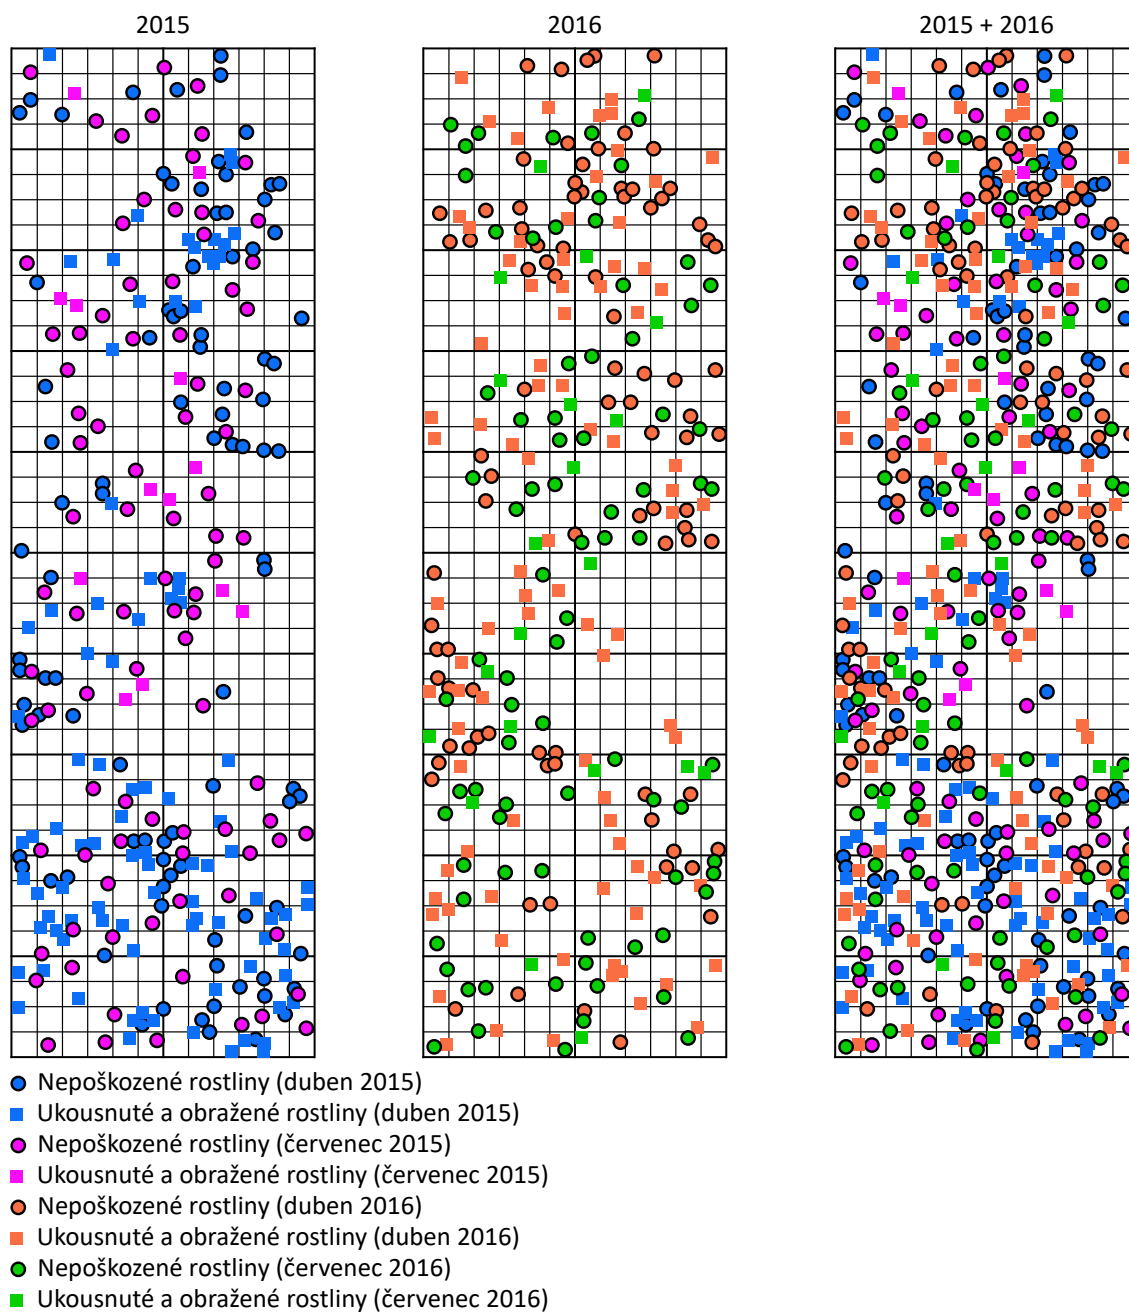 2015
2016
2015 + 2016
Nepoškozené rostliny (duben 2015)
Ukousnuté a obražené rostliny (duben 2015)
Nepoškozené rostliny (červenec 2015)
Ukousnuté a obražené rostliny (červenec 2015)
Nepoškozené rostliny (duben 2016)
Ukousnuté a obražené rostliny (duben 2016)
Nepoškozené rostliny (červenec 2016)
Ukousnuté a obražené rostliny (červenec 2016)